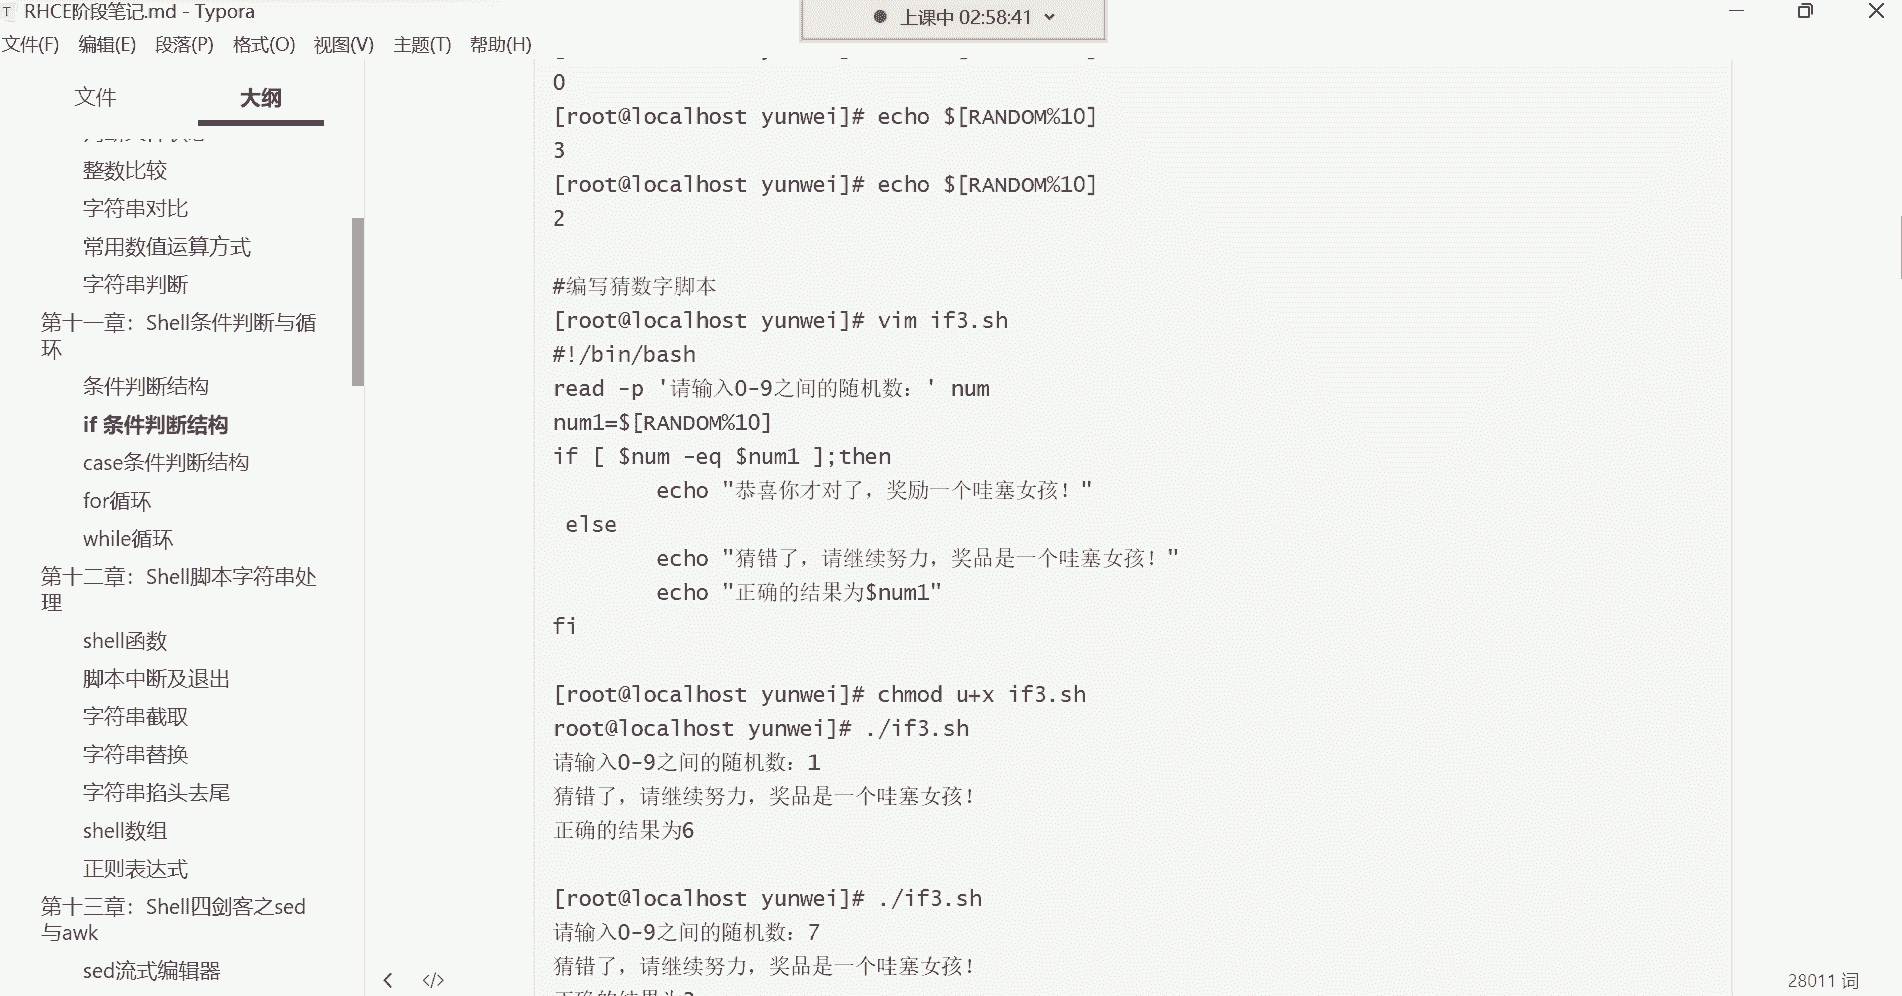 RHCE阶段笔记.md - Typora
上课中 02:58:41
文件(F) 编辑(E) 段落(P) 格式(O) 视图(V) 主题(T) 帮助(H)
文件 大纲
整数比较
字符串对比
常用数值运算方式
字符串判断
第十一章：Shell条件判断与循
环
条件判断结构
if 条件判断结构
case条件判断结构
for循环
while循环
第十二章：Shell脚本字符串处
理
shell函数
脚本中断及退出
字符串截取
字符串替换
字符串掐头去尾
shell数组
正则表达式
第十三章：Shell四剑客之sed
与awk
sed流式编辑器
0
[root@localhost yunwei]# echo $[RANDOM%10]
3
[root@localhost yunwei]# echo $[RANDOM%10]
2
#编写猜数字脚本
[root@localhost yunwei]# vim if3.sh
#!/bin/bash
read -p '请输入0-9之间的随机数：' num
num1=$[RANDOM%10]
if [ $num -eq $num1 ];then
echo "恭喜你才对了，奖励一个哇塞女孩！"
else
echo "猜错了，请继续努力，奖品是一个哇塞女孩！"
echo "正确的结果为$num1"
fi
[root@localhost yunwei]# chmod u+x if3.sh
root@localhost yunwei]# ./if3.sh
请输入0-9之间的随机数：1
猜错了，请继续努力，奖品是一个哇塞女孩！
正确的结果为6
[root@localhost yunwei]# ./if3.sh
请输入0-9之间的随机数：7
猜错了，请继续努力，奖品是一个哇塞女孩！
28011 词